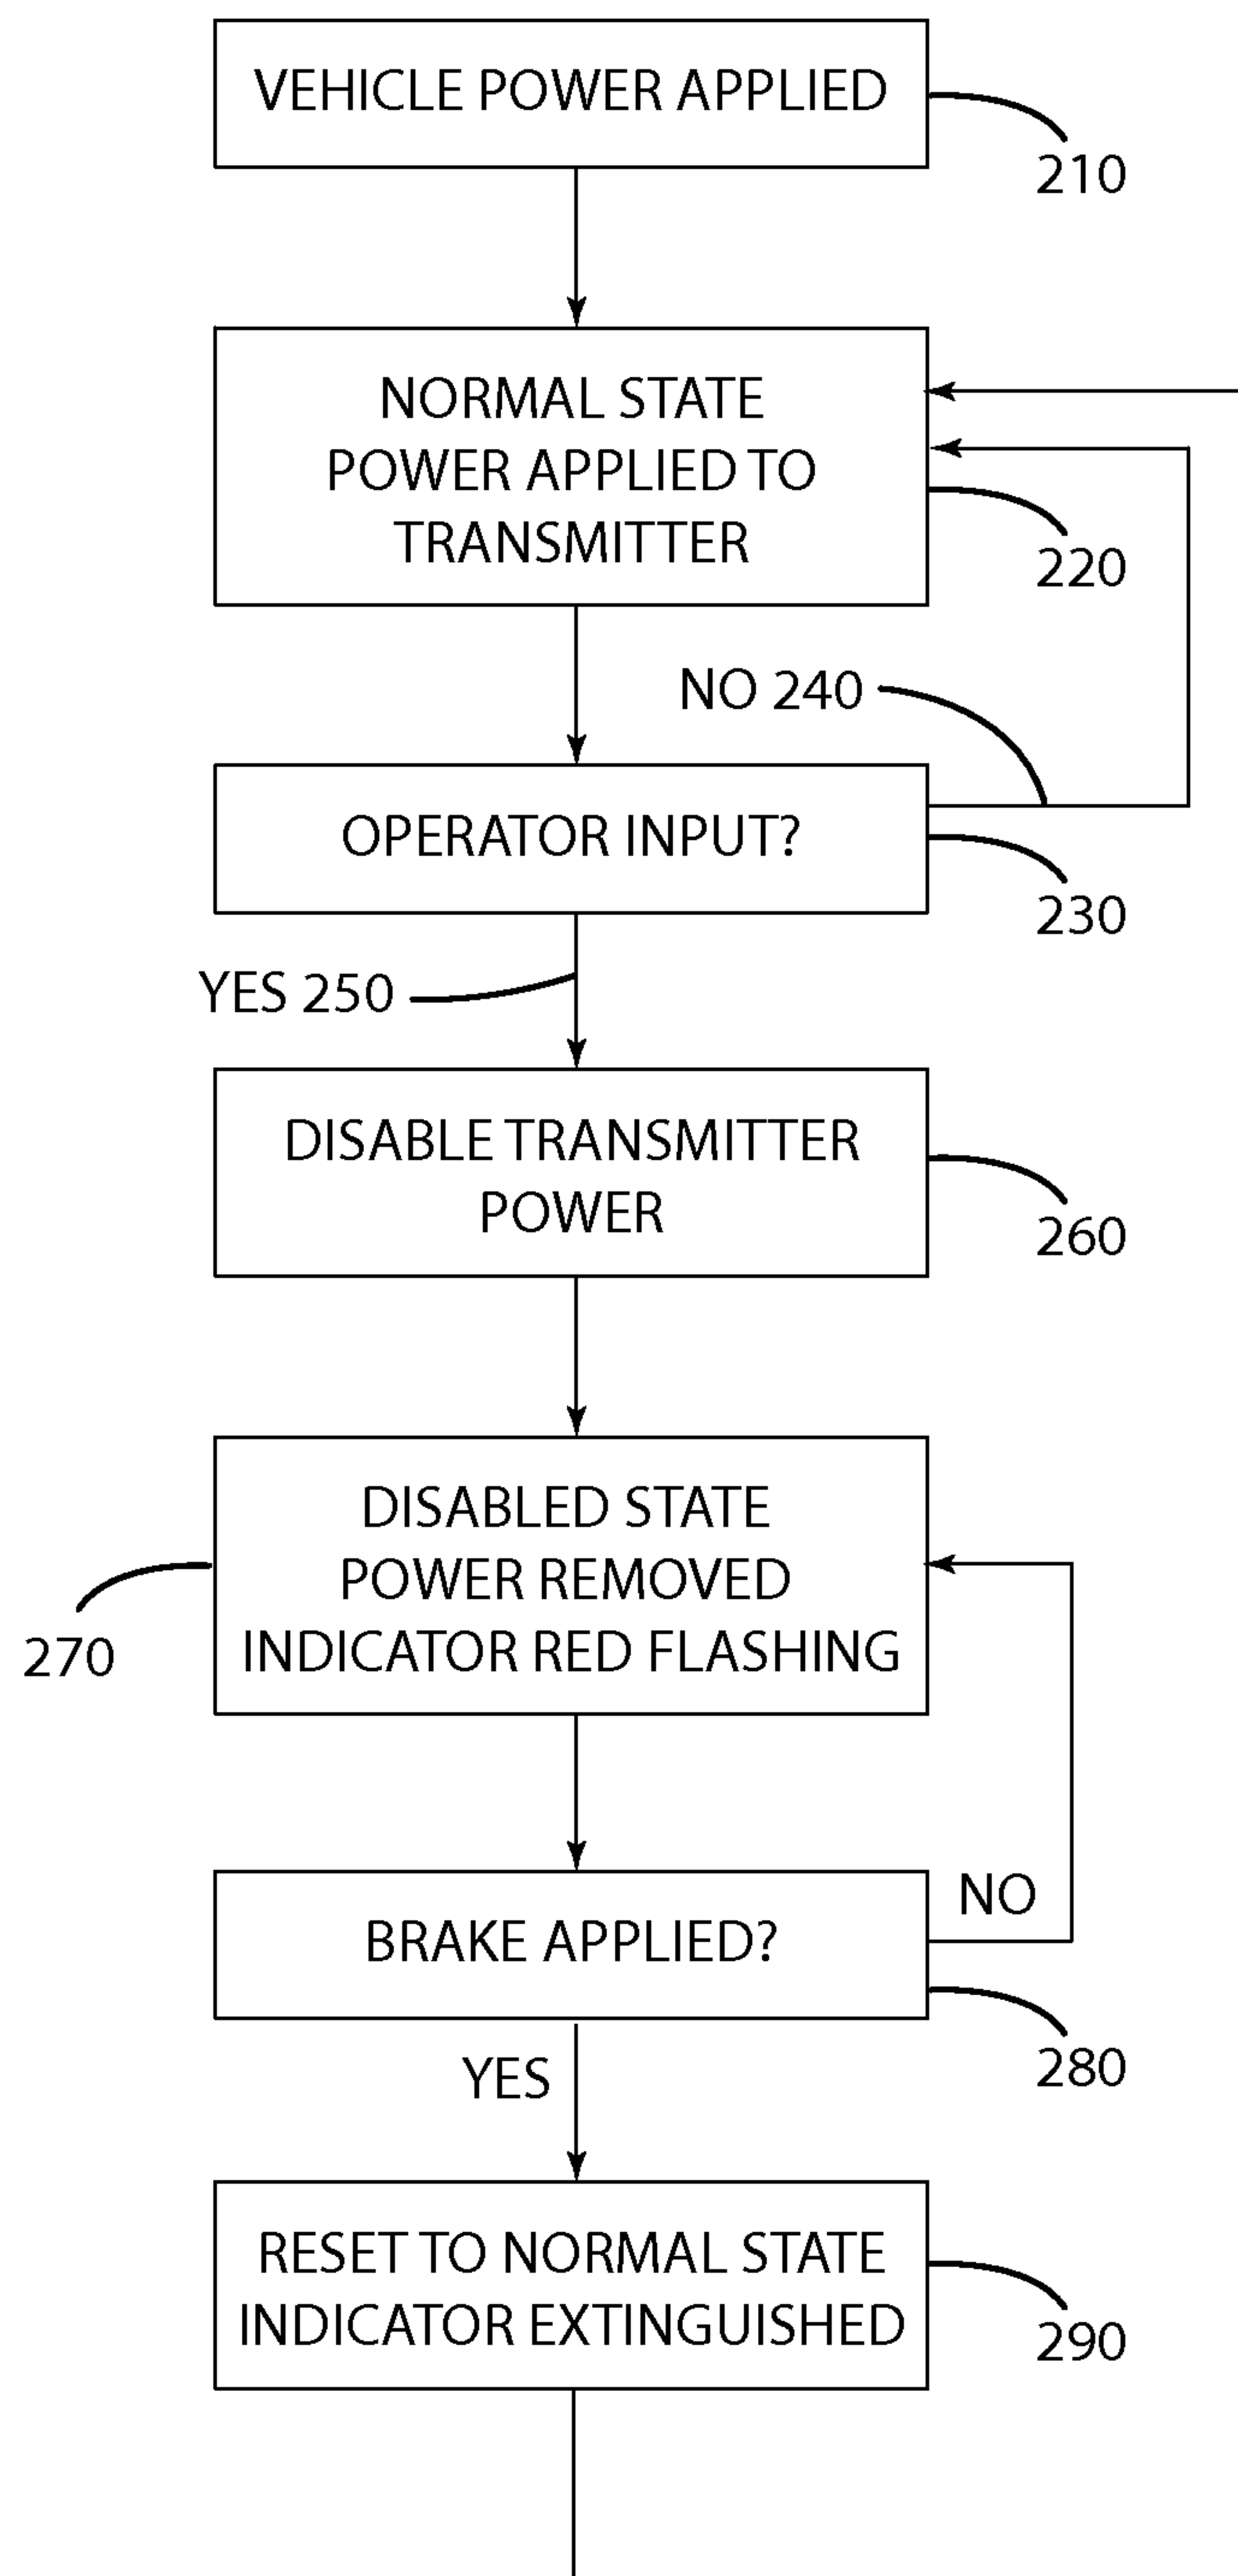 VEHICLE POWER APPLIED
210
NORMAL STATE
POWER APPLIED TO
TRANSMITTER
220
NO 240
OPERATOR INPUT?
230
YES 250
DISABLE TRANSMITTER
POWER
260
DISABLED STATE
POWER REMOVED
INDICATOR RED FLASHING
270
BRAKE APPLIED?
NO
280
YES
RESET TO NORMAL STATE
INDICATOR EXTINGUISHED
290